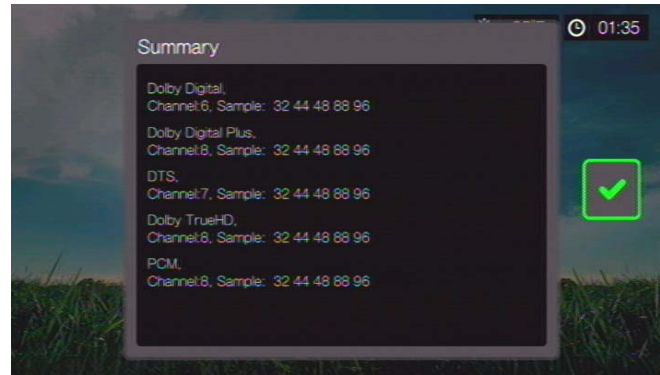 01:35
Summary
Dolby Digital,
Channel:6, Sample: 32 44 48 88 96
Dolby Digital Plus,
Channel:8, Sample: 32 44 48 88 96
DTS,
Channel:7, Sample: 32 44 48 88 96
Dolby TrueHD,
Channel:8, Sample: 32 44 48 88 96
PCM,
Channel:8, Sample: 32 44 48 88 96